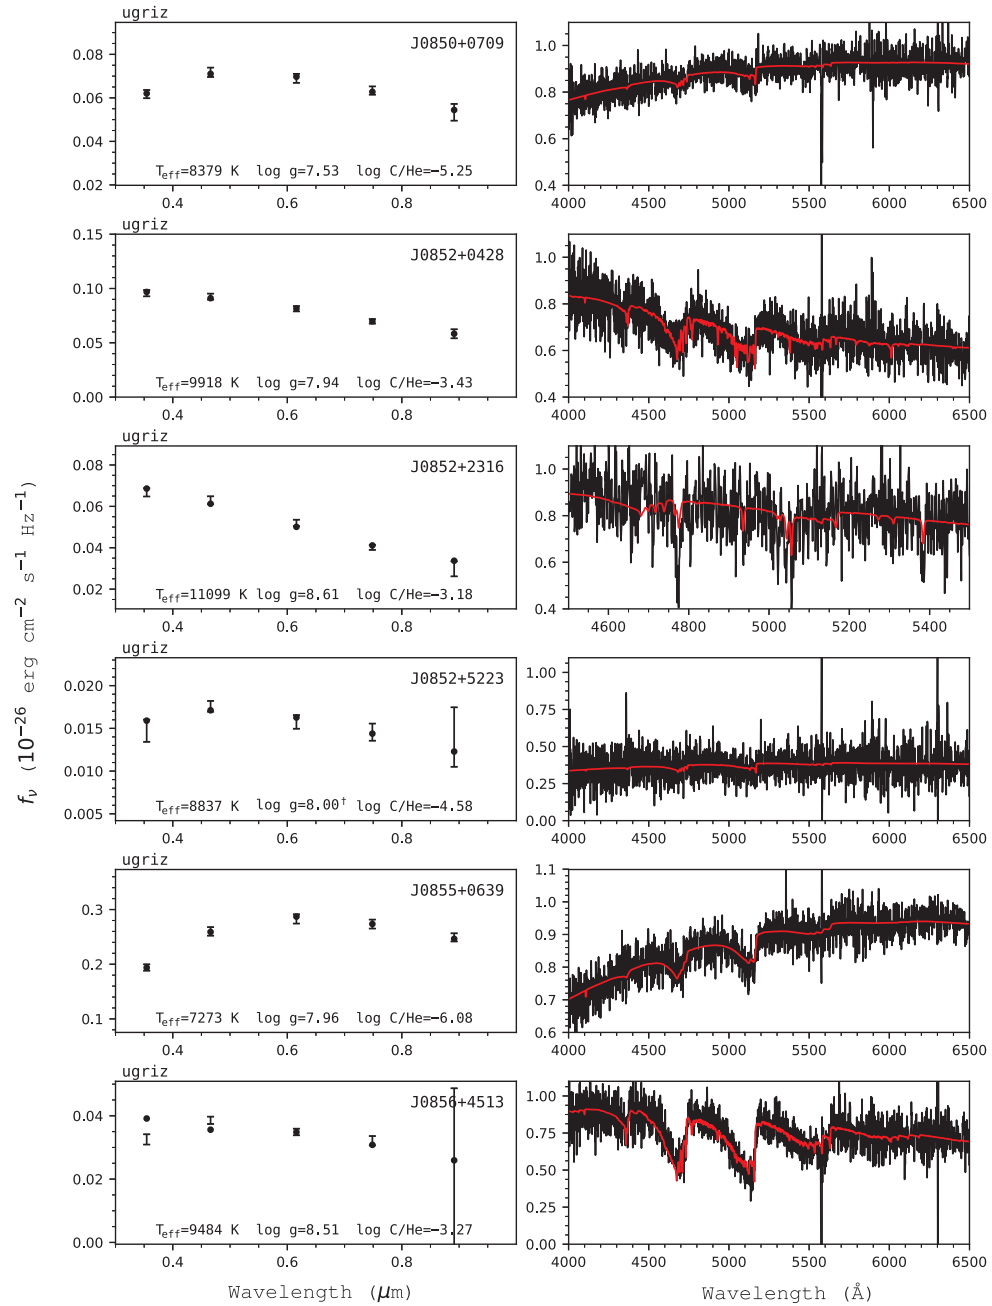 ugriz
J0850+0709
0.08
0.06
0.04
0.02
T_eff=8379 K log g=7.53 log C/He=−5.25
0.4 0.6 0.8
1.0
0.8
0.6
0.4
4000 4500 5000 5500 6000 6500
ugriz
J0852+0428
0.15
0.10
0.05
0.00
T_eff=9918 K log g=7.94 log C/He=−3.43
0.4 0.6 0.8
1.0
0.8
0.6
0.4
4000 4500 5000 5500 6000 6500
ugriz
J0852+2316
0.08
0.06
0.04
0.02
T_eff=11099 K log g=8.61 log C/He=−3.18
0.4 0.6 0.8
1.0
0.8
0.6
0.4
4600 4800 5000 5200 5400
ugriz
J0852+5223
0.020
0.015
0.010
0.005
T_eff=8837 K log g=8.00† log C/He=−4.58
0.4 0.6 0.8
1.00
0.75
0.50
0.25
0.00
4000 4500 5000 5500 6000 6500
ugriz
J0855+0639
0.3
0.2
0.1
T_eff=7273 K log g=7.96 log C/He=−6.08
0.4 0.6 0.8
1.1
1.0
0.9
0.8
0.7
0.6
4000 4500 5000 5500 6000 6500
ugriz
J0856+4513
0.04
0.02
0.00
T_eff=9484 K log g=8.51 log C/He=−3.27
0.4 0.6 0.8
1.00
0.75
0.50
0.25
0.00
4000 4500 5000 5500 6000 6500
f_ν (10⁻²⁶ erg cm⁻² s⁻¹ Hz⁻¹)
Wavelength (μm)
Wavelength (Å)